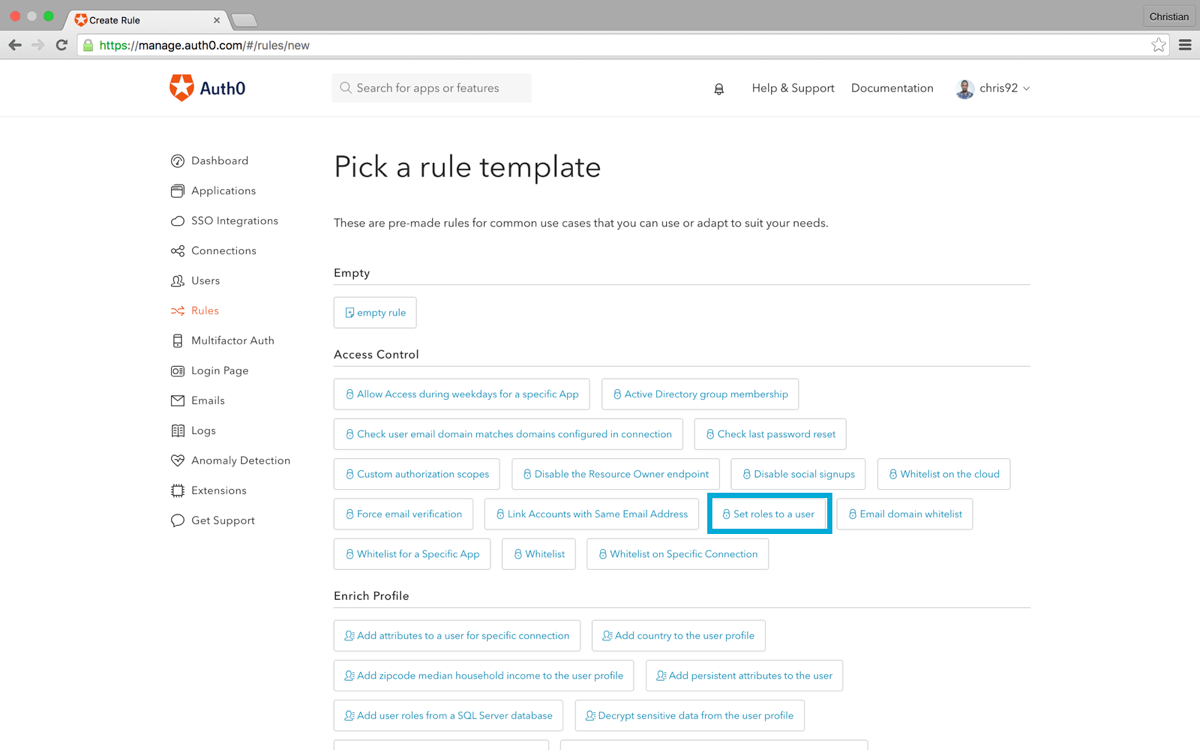 Create Rule
Christian
https://manage.auth0.com/#/rules/new
Auth0
Search for apps or features
Help & Support
Documentation
chris92
Dashboard
Applications
SSO Integrations
Connections
Users
Rules
Multifactor Auth
Login Page
Emails
Logs
Anomaly Detection
Extensions
Get Support
Pick a rule template
These are pre-made rules for common use cases that you can use or adapt to suit your needs.
Empty
empty rule
Access Control
Allow Access during weekdays for a specific App
Active Directory group membership
Check user email domain matches domains configured in connection
Check last password reset
Custom authorization scopes
Disable the Resource Owner endpoint
Disable social signups
Whitelist on the cloud
Force email verification
Link Accounts with Same Email Address
Set roles to a user
Email domain whitelist
Whitelist for a Specific App
Whitelist
Whitelist on Specific Connection
Enrich Profile
Add attributes to a user for specific connection
Add country to the user profile
Add zipcode median household income to the user profile
Add persistent attributes to the user
Add user roles from a SQL Server database
Decrypt sensitive data from the user profile